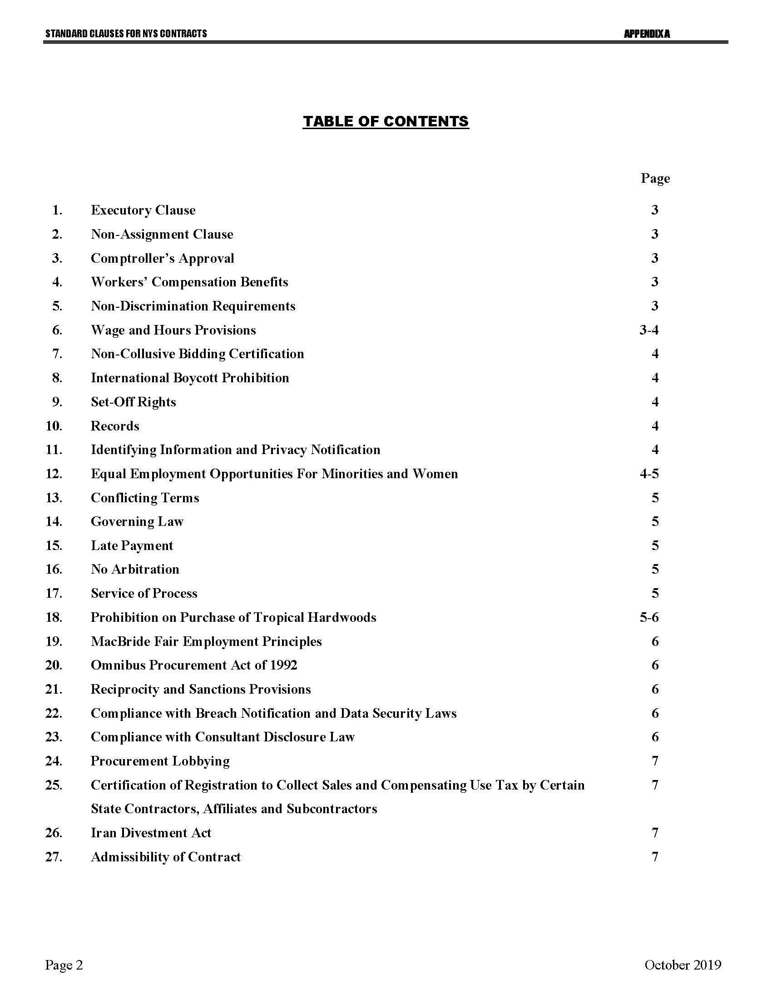 STANDARD CLAUSES FOR NYS CONTRACTS APPENDIX A
TABLE OF CONTENTS
Page
1. Executory Clause 3
2. Non-Assignment Clause 3
3. Comptroller’s Approval 3
4. Workers’ Compensation Benefits 3
5. Non-Discrimination Requirements 3
6. Wage and Hours Provisions 3-4
7. Non-Collusive Bidding Certification 4
8. International Boycott Prohibition 4
9. Set-Off Rights 4
10. Records 4
11. Identifying Information and Privacy Notification 4
12. Equal Employment Opportunities For Minorities and Women 4-5
13. Conflicting Terms 5
14. Governing Law 5
15. Late Payment 5
16. No Arbitration 5
17. Service of Process 5
18. Prohibition on Purchase of Tropical Hardwoods 5-6
19. MacBride Fair Employment Principles 6
20. Omnibus Procurement Act of 1992 6
21. Reciprocity and Sanctions Provisions 6
22. Compliance with Breach Notification and Data Security Laws 6
23. Compliance with Consultant Disclosure Law 6
24. Procurement Lobbying 7
25. Certification of Registration to Collect Sales and Compensating Use Tax by Certain 7
State Contractors, Affiliates and Subcontractors
26. Iran Divestment Act 7
27. Admissibility of Contract 7
Page 2 October 2019